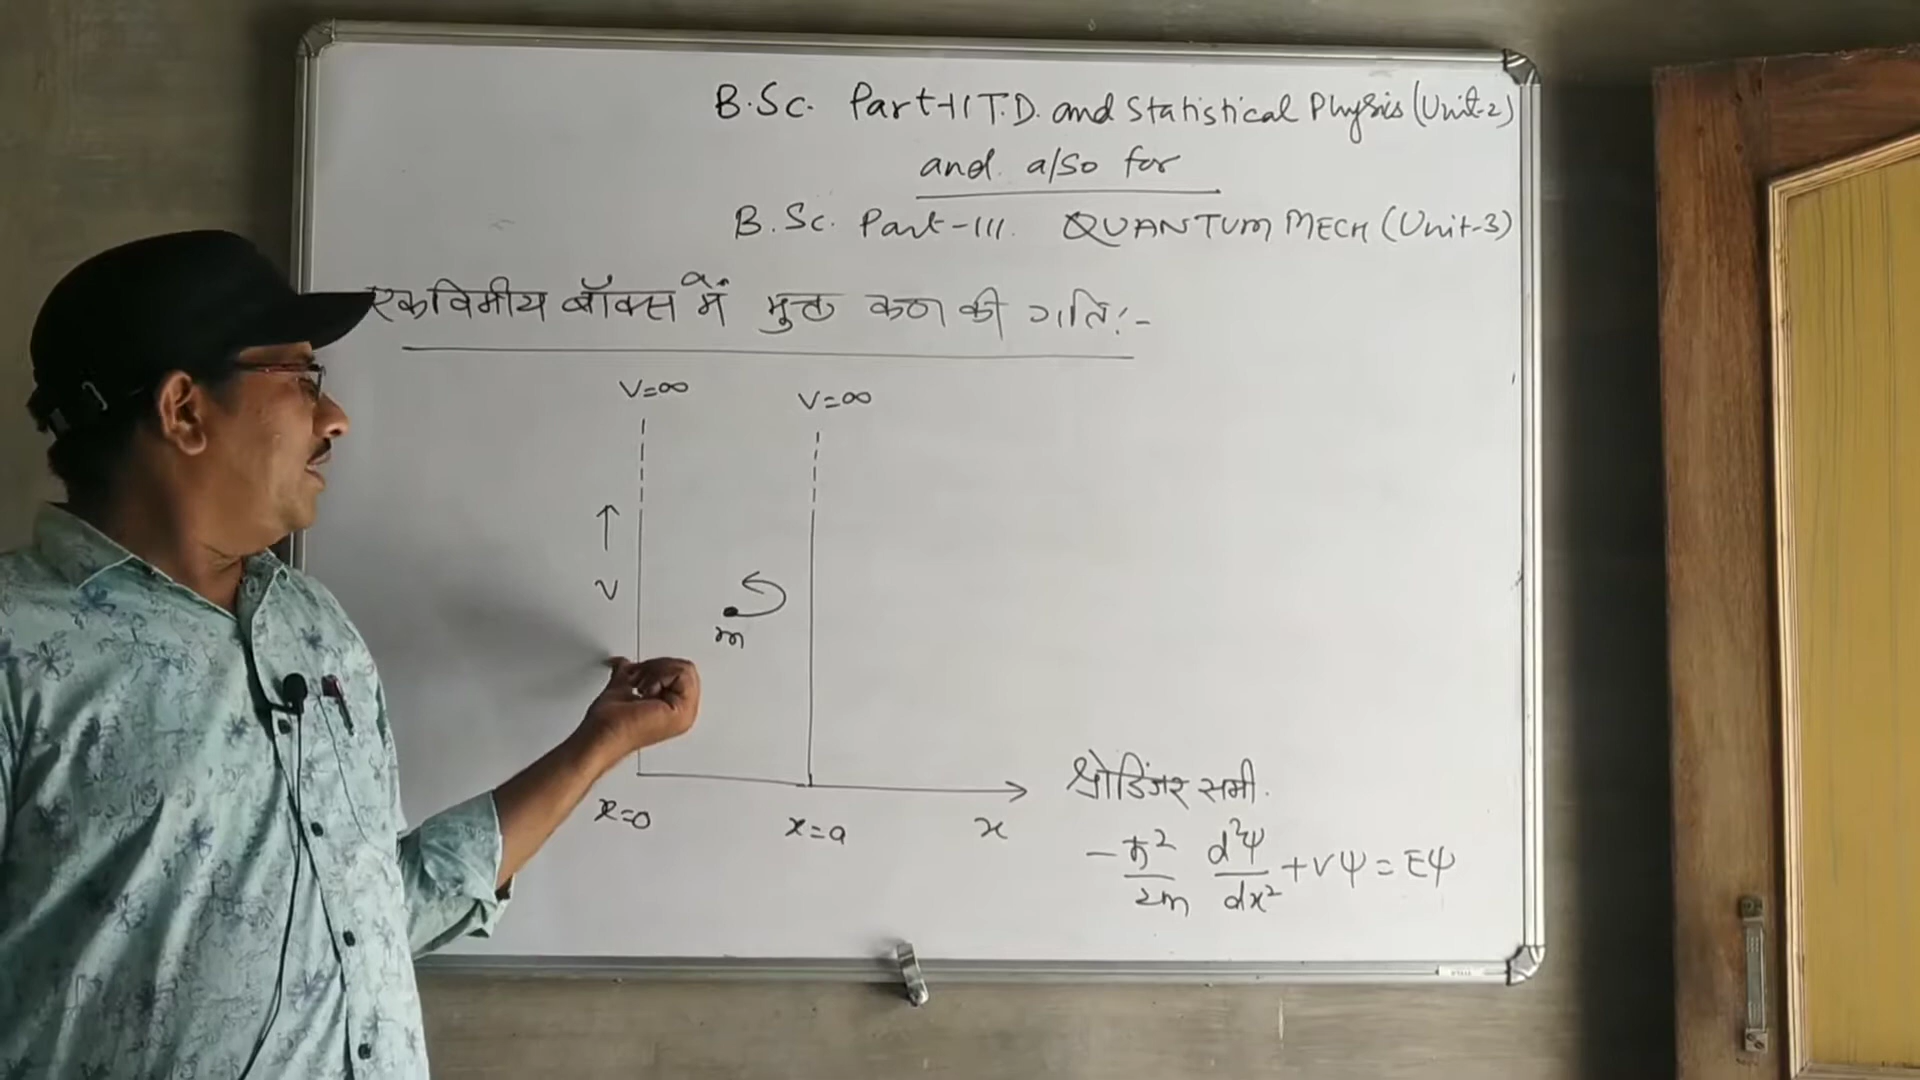 B.Sc. Part-II T.D. and Statistical Physics (Unit-2)
and also for
B.Sc. Part-III. QUANTUM MECH (Unit-3)
एकविमीय बॉक्स में मुक्त कण की गति:-
V=∞
V=∞
↑
V
m
x=0
x=a
x
श्रोडिंजर समी.
-ħ²/2m d²ψ/dx² + Vψ = Eψ